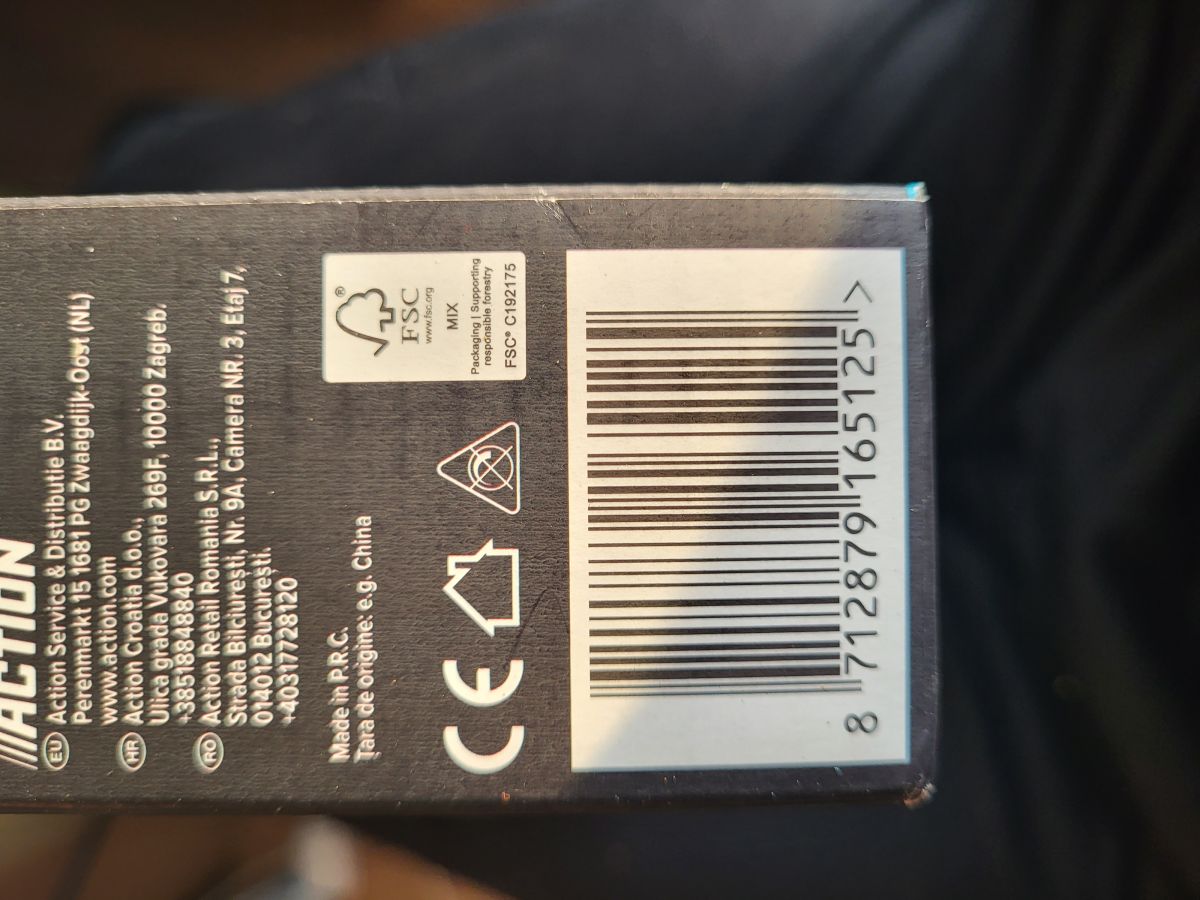 ACTION
EU Action Service & Distributie B.V.
Perenmarkt 15 1681 PG Zwaagdijk-Oost (NL)
www.action.com
HR Action Croatia d.o.o.,
Ulica grada Vukovara 269F, 10000 Zagreb.
+38518848840
RO Action Retail Romania S.R.L.,
Strada Bilciurești, Nr. 9A, Camera NR. 3, Etaj 7,
014012 București.
+40317728120
Made in P.R.C.
Țara de origine: e.g. China
CE
®
FSC
www.fsc.org
MIX
Packaging | Supporting
responsible forestry
FSC® C192175
8 712879 165125 >